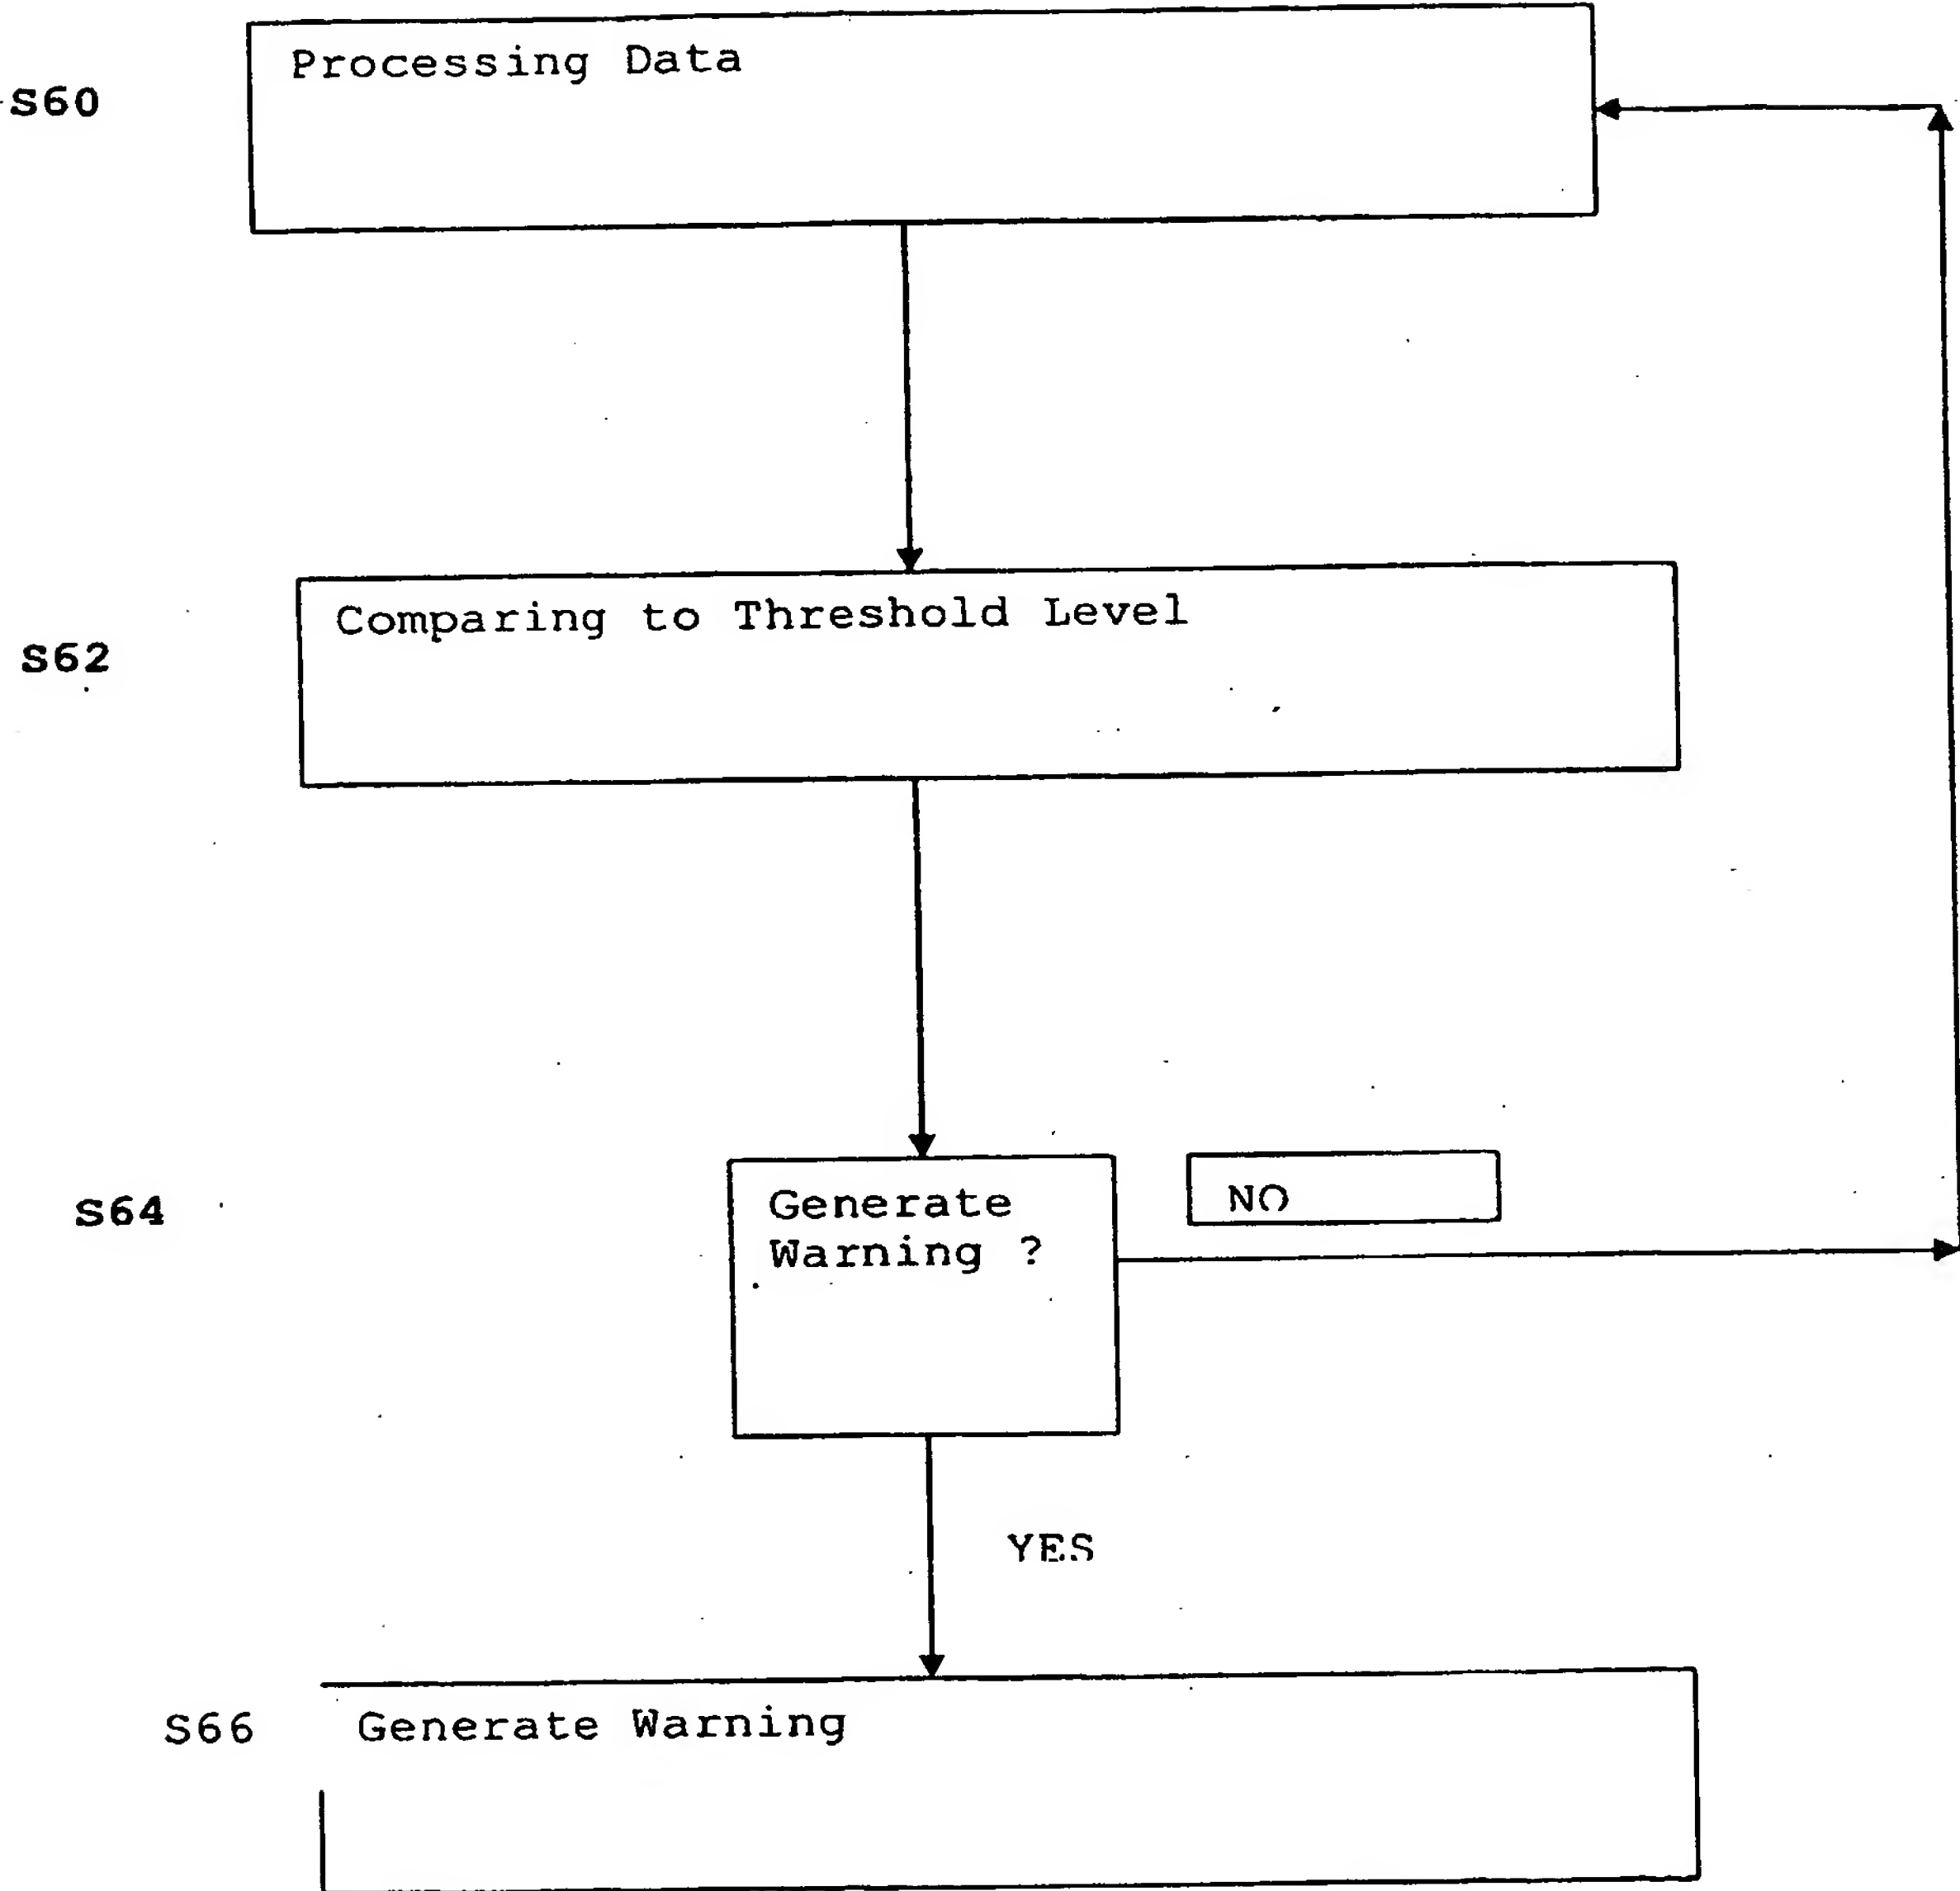 Processing Data
S60
Comparing to Threshold Level
S62
S64
Generate
Warning ?
NO
YES
S66
Generate Warning